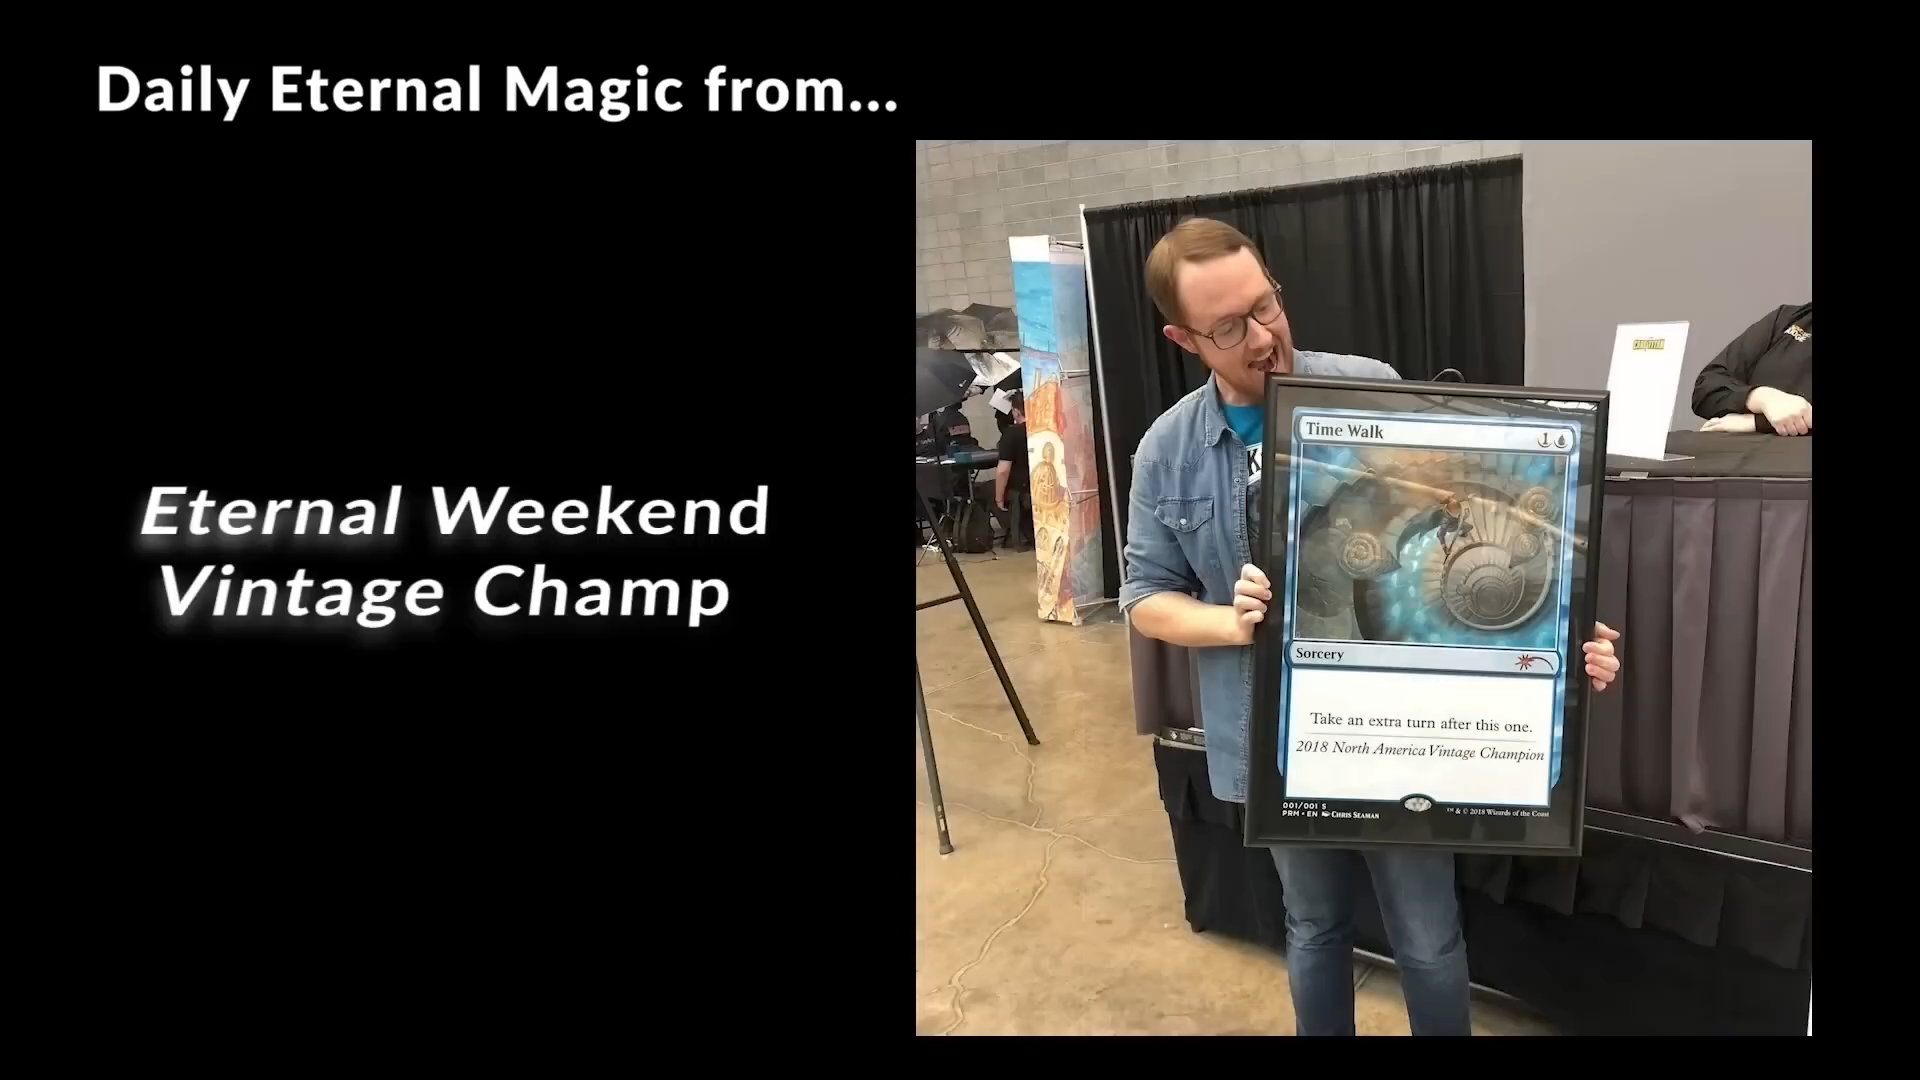 Daily Eternal Magic from...
Eternal Weekend
Vintage Champ
Time Walk
1
Sorcery
Take an extra turn after this one.
2018 North America Vintage Champion
001/001 S
PRM • EN Chris Seaman
™ & © 2018 Wizards of the Coast